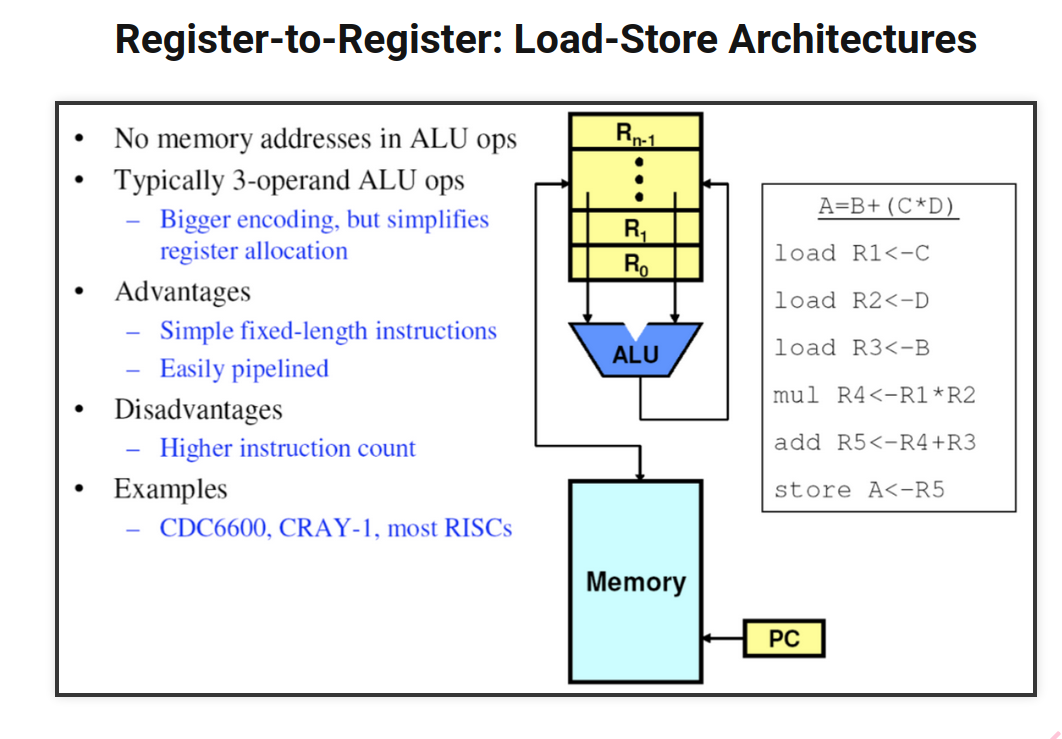 Register-to-Register: Load-Store Architectures
• No memory addresses in ALU ops
• Typically 3-operand ALU ops
– Bigger encoding, but simplifies
register allocation
• Advantages
– Simple fixed-length instructions
– Easily pipelined
• Disadvantages
– Higher instruction count
• Examples
– CDC6600, CRAY-1, most RISCs
Rn-1
R1
R0
ALU
Memory
PC
A=B+(C*D)
load R1<-C
load R2<-D
load R3<-B
mul R4<-R1*R2
add R5<-R4+R3
store A<-R5